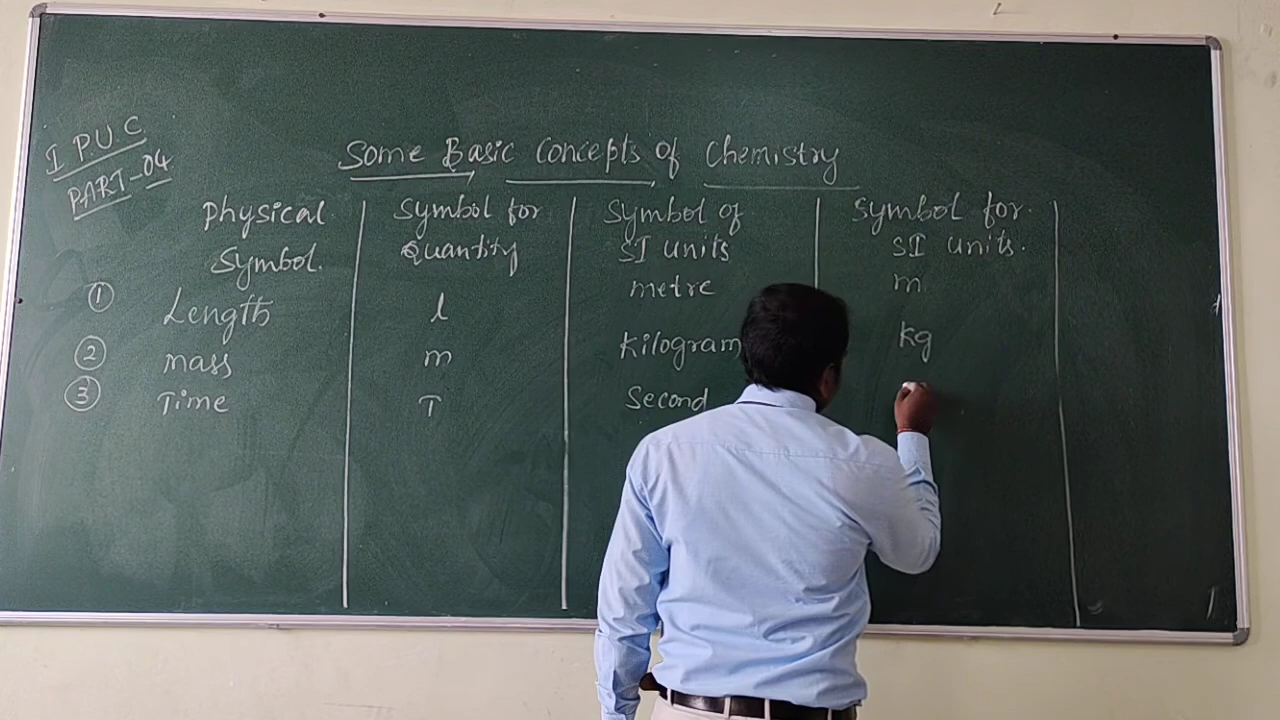 I P.U.C
PART-04
Some Basic Concepts of Chemistry
Physical Symbol for Symbol of Symbol for.
Symbol. Quantity SI units SI units.
① Length l metre m
② mass m Kilogram kg
③ Time T Second